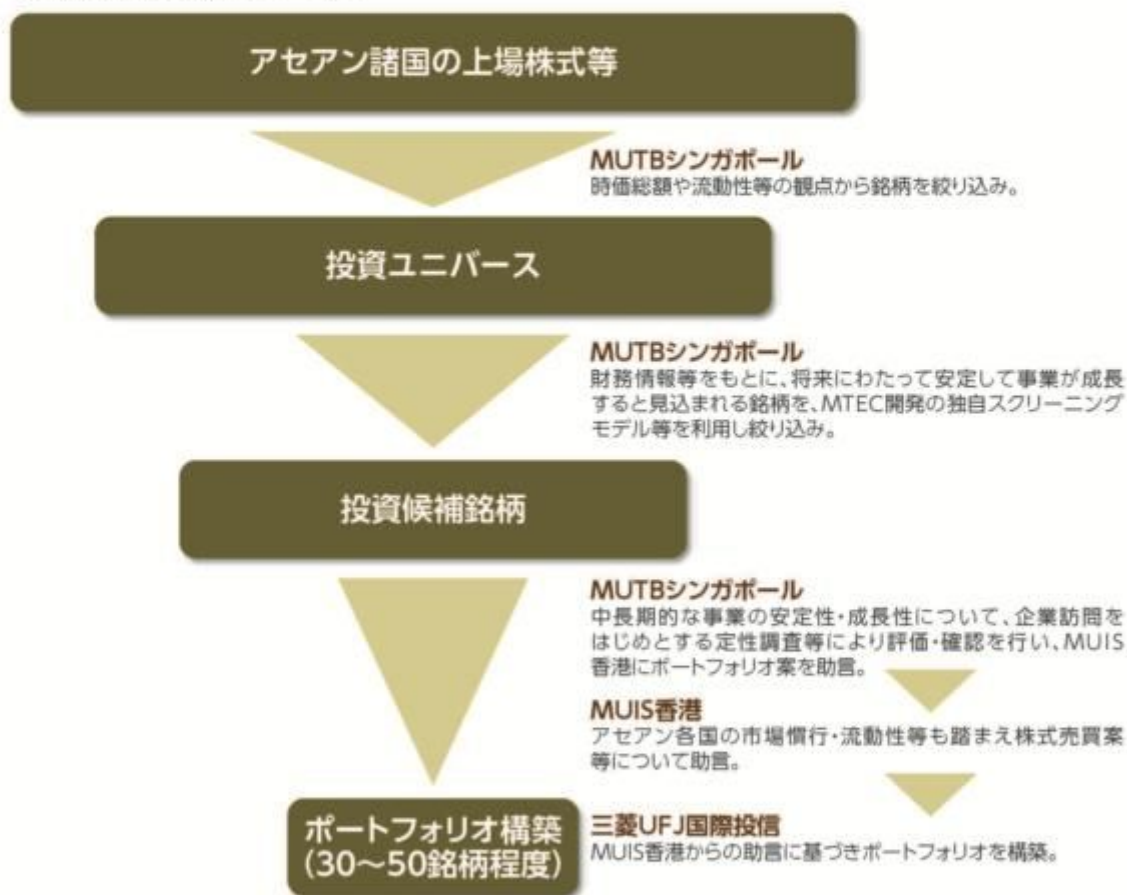 アセアン諸国の上場株式等
MUTBシンガポール
時価総額や流動性等の観点から銘柄を絞り込み。
投資ユニバース
MUTBシンガポール
財務情報等をもとに、将来にわたって安定して事業が成長
すると見込まれる銘柄を、MTEC開発の独自スクリーニング
モデル等を利用し絞り込み。
投資候補銘柄
MUTBシンガポール
中長期的な事業の安定性・成長性について、企業訪問を
はじめとする定性調査等により評価・確認を行い、MUIS
香港にポートフォリオ案を助言。
MUIS香港
アセアン各国の市場慣行・流動性等も踏まえ株式売買案
等について助言。
ポートフォリオ構築
(30〜50銘柄程度)
三菱UFJ国際投信
MUIS香港からの助言に基づきポートフォリオを構築。